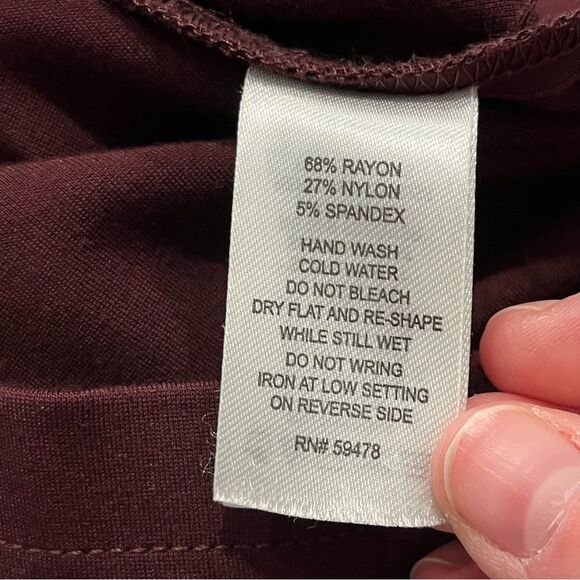 68% RAYON
27% NYLON
5% SPANDEX
HAND WASH
COLD WATER
DO NOT BLEACH
DRY FLAT AND RE-SHAPE
WHILE STILL WET
DO NOT WRING
IRON AT LOW SETTING
ON REVERSE SIDE
RN# 59478